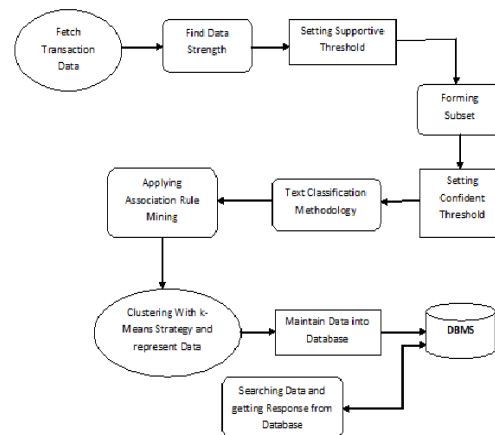 Fetch
Transaction
Data
Find Data
Strength
Setting Supportive
Threshold
Forming
Subset
Setting
Confident
Threshold
Text Classification
Methodology
Applying
Association Rule
Mining
Clustering With k-
Means Strategy and
represent Data
Maintain Data into
Database
DBMS
Searching Data and
getting Response from
Database